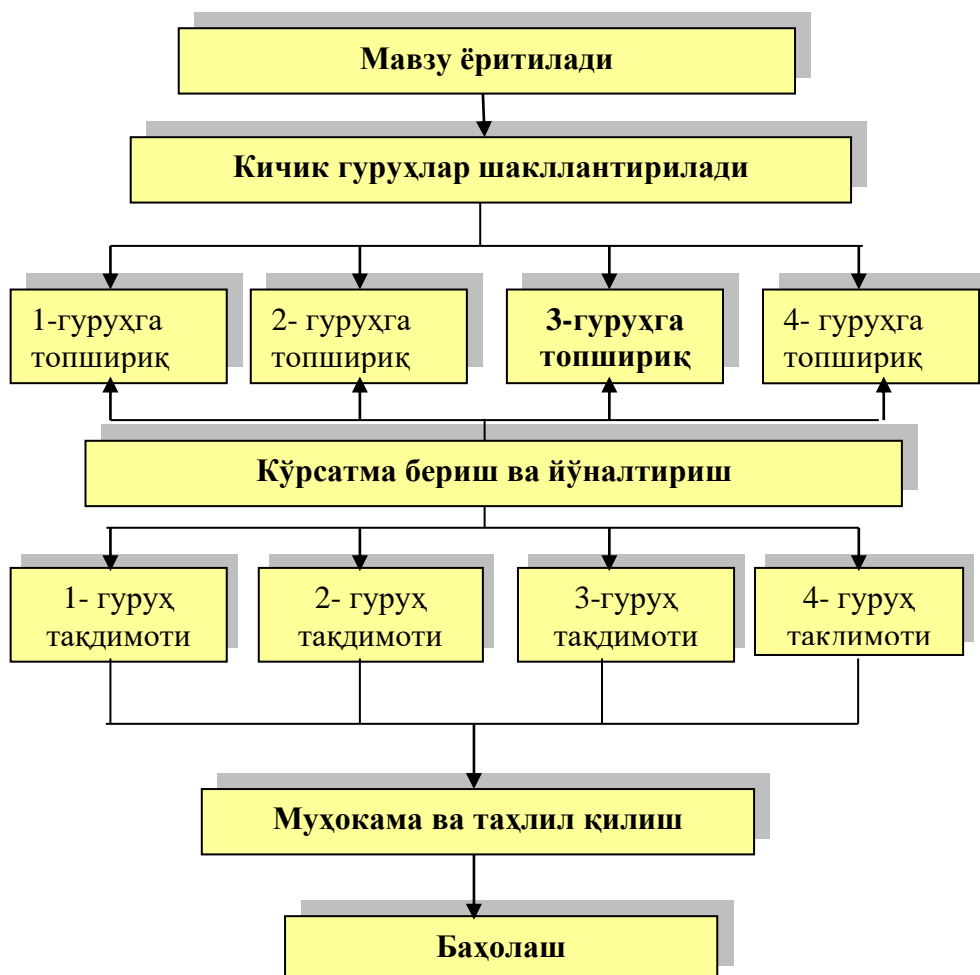 Мавзу ёритилади
Кичик гуруҳлар шакллантирилади
1-гуруҳга
топшириқ
2- гуруҳга
топшириқ
3-гуруҳга
топшириқ
4- гуруҳга
топшириқ
Кўрсатма бериш ва йўналтириш
1- гуруҳ
тақдимоти
2- гуруҳ
тақдимоти
3-гуруҳ
тақдимоти
4- гуруҳ
тақдимоти
Муҳокама ва таҳлил қилиш
Баҳолаш